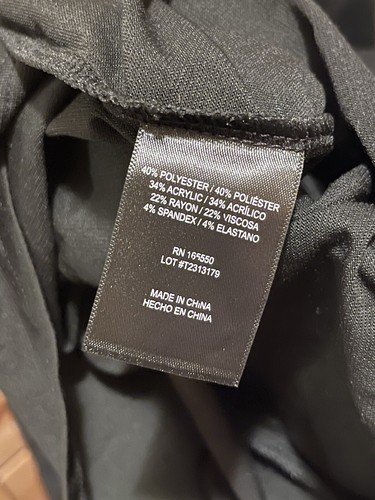 40% POLYESTER / 40% POLIÉSTER
34% ACRYLIC / 34% ACRÍLICO
22% RAYON / 22% VISCOSA
4% SPANDEX / 4% ELASTANO
RN 166550
LOT #T2313179
MADE IN CHINA
HECHO EN CHINA